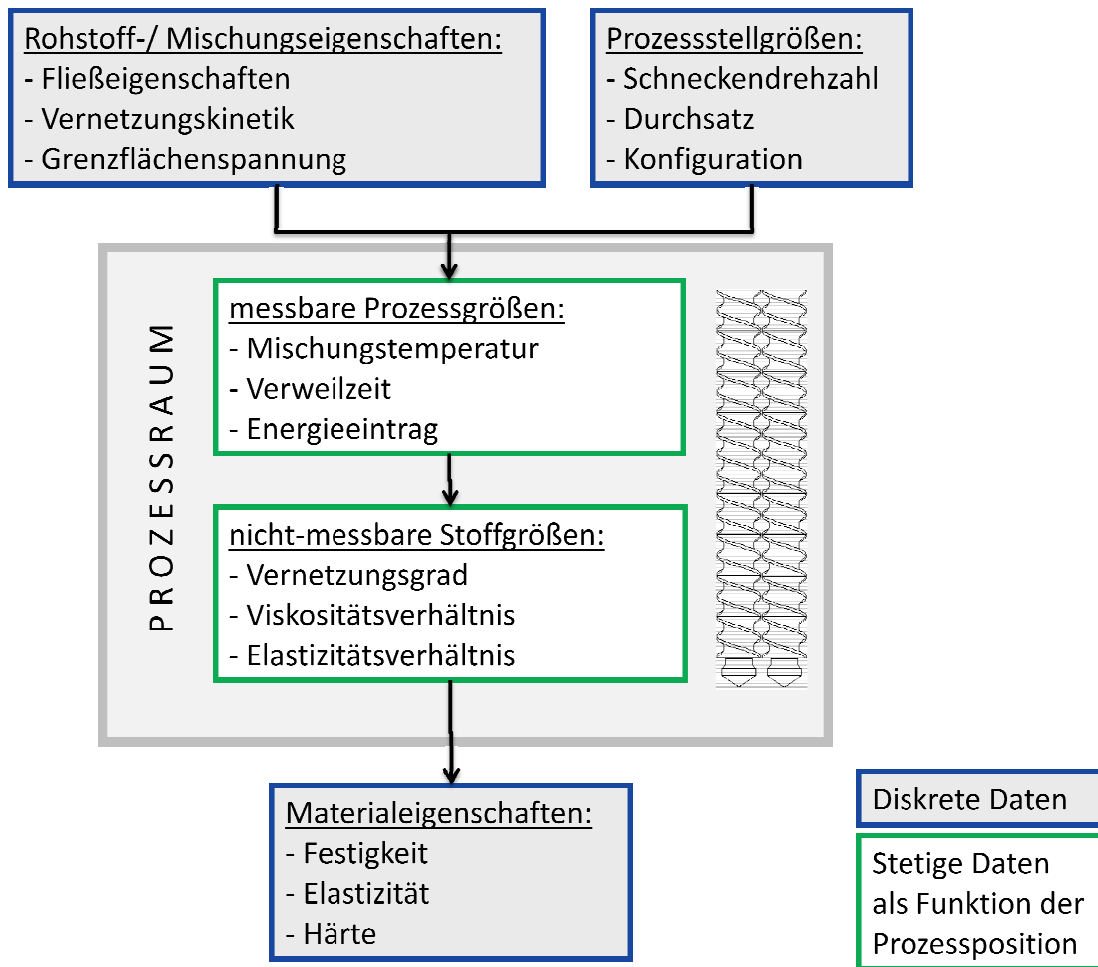 Rohstoff-/ Mischungseigenschaften:
- Fließeigenschaften
- Vernetzungskinetik
- Grenzflächenspannung
Prozessstellgrößen:
- Schneckendrehzahl
- Durchsatz
- Konfiguration
PROZESSRAUM
messbare Prozessgrößen:
- Mischungstemperatur
- Verweilzeit
- Energieeintrag
nicht-messbare Stoffgrößen:
- Vernetzungsgrad
- Viskositätsverhältnis
- Elastizitätsverhältnis
Materialeigenschaften:
- Festigkeit
- Elastizität
- Härte
Diskrete Daten
Stetige Daten
als Funktion der
Prozessposition